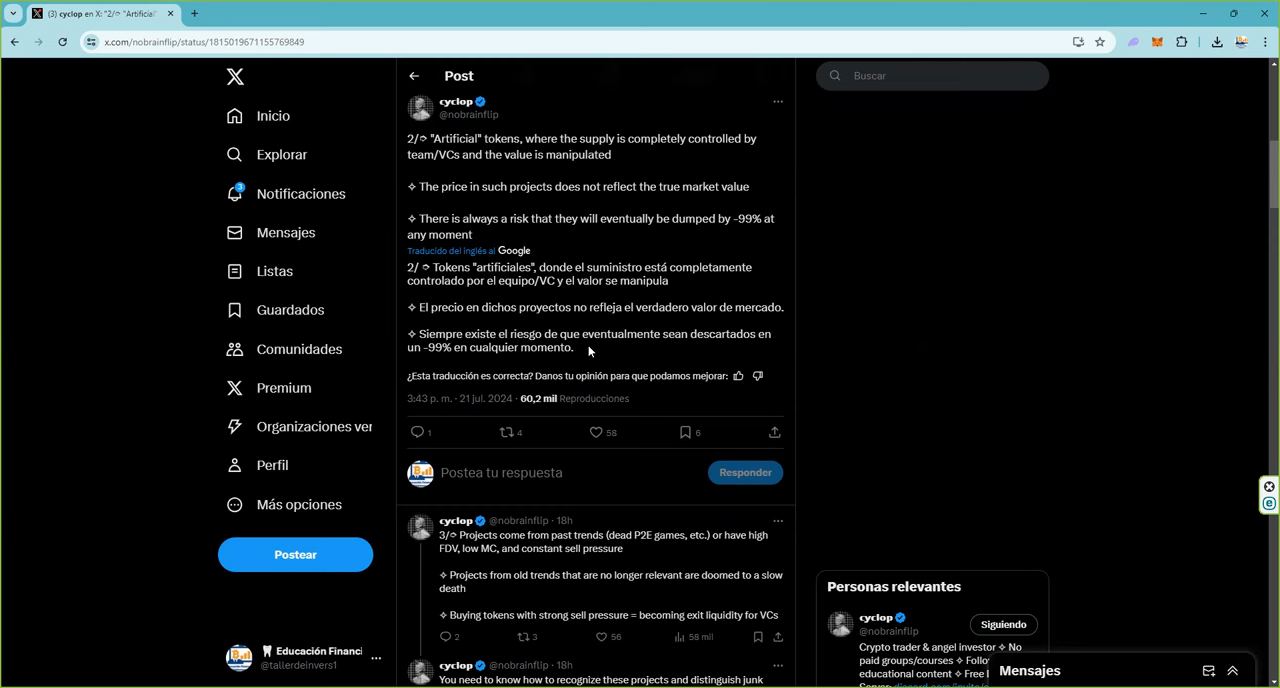 (3) cyclop en X: "2/➮ "Artificial"
x.com/nobrainflip/status/1815019671155769849
Inicio
Explorar
3
Notificaciones
Mensajes
Listas
Guardados
Comunidades
Premium
Organizaciones ver
Perfil
Más opciones
Postear
Educación Financi
@tallerdeinvers1
Post
cyclop
@nobrainflip
2/➮ "Artificial" tokens, where the supply is completely controlled by
team/VCs and the value is manipulated
✧ The price in such projects does not reflect the true market value
✧ There is always a risk that they will eventually be dumped by -99% at
any moment
Traducido del inglés al Google
2/ ➮ Tokens "artificiales", donde el suministro está completamente
controlado por el equipo/VC y el valor se manipula
✧ El precio en dichos proyectos no refleja el verdadero valor de mercado.
✧ Siempre existe el riesgo de que eventualmente sean descartados en
un -99% en cualquier momento.
¿Esta traducción es correcta? Danos tu opinión para que podamos mejorar:
3:43 p. m. · 21 jul. 2024 · 60,2 mil Reproducciones
1 4 58 6
Postea tu respuesta
Responder
cyclop @nobrainflip · 18h
3/➮ Projects come from past trends (dead P2E games, etc.) or have high
FDV, low MC, and constant sell pressure
✧ Projects from old trends that are no longer relevant are doomed to a slow
death
✧ Buying tokens with strong sell pressure = becoming exit liquidity for VCs
2 3 56 58 mil
cyclop @nobrainflip · 18h
You need to know how to recognize these projects and distinguish junk
Buscar
Personas relevantes
cyclop
@nobrainflip
Siguiendo
Crypto trader & angel investor ✧ No
paid groups/courses ✧ Follo
educational content ✧ Free
Mensajes